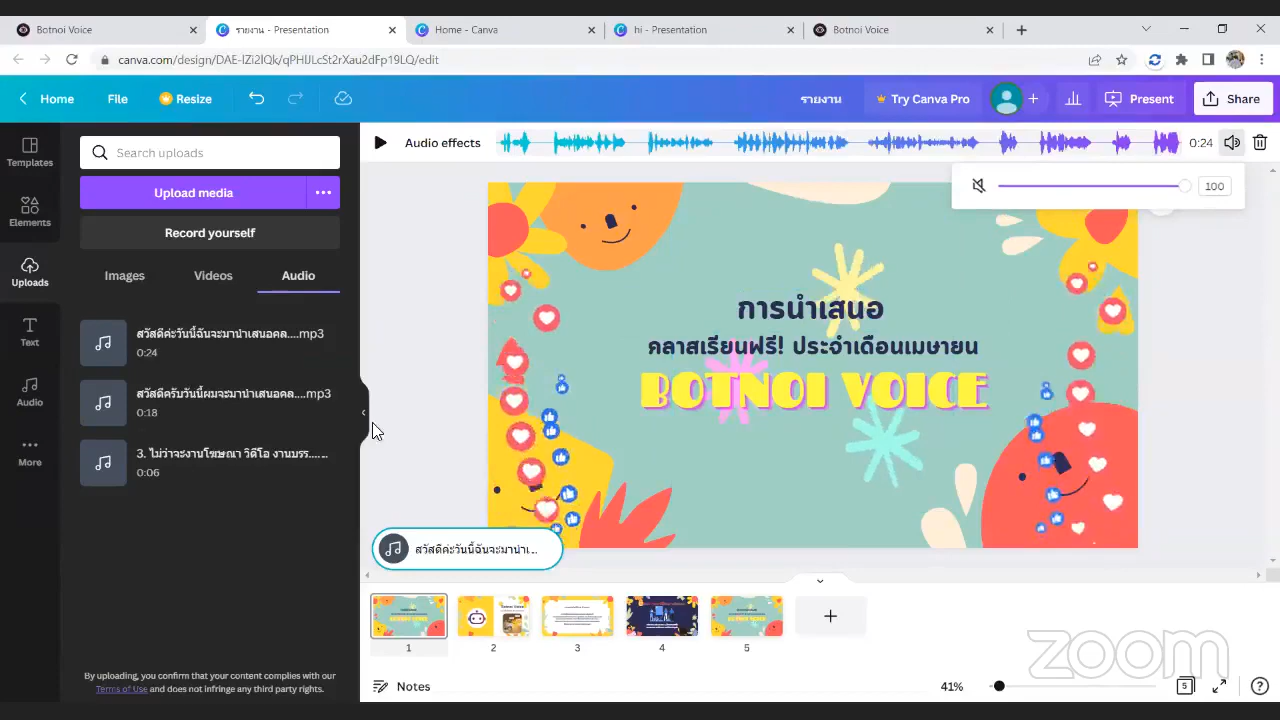 Botnoi Voice
รายงาน - Presentation
Home - Canva
hi - Presentation
Botnoi Voice
canva.com/design/DAE-IZi2lQk/qPHIJLcSt2rXau2dFp19LQ/edit
Home
File
Resize
รายงาน
Try Canva Pro
Present
Share
Templates
Elements
Uploads
Text
Audio
More
Search uploads
Upload media
Record yourself
Images
Videos
Audio
สวัสดีค่ะวันนี้ฉันจะมานำเสนอคล....mp3
0:24
สวัสดีครับวันนี้ผมจะมานำเสนอคล....mp3
0:18
3. ไม่ว่าจะงานโฆษณา วิดีโอ งานบรร......
0:06
By uploading, you confirm that your content complies with our
Terms of Use and does not infringe any third party rights.
Audio effects
0:24
100
การนำเสนอ
คลาสเรียนฟรี! ประจำเดือนเมษายน
BOTNOI VOICE
สวัสดีค่ะวันนี้ฉันจะมานำเ...
1
2
3
4
5
Notes
41%
5
zoom